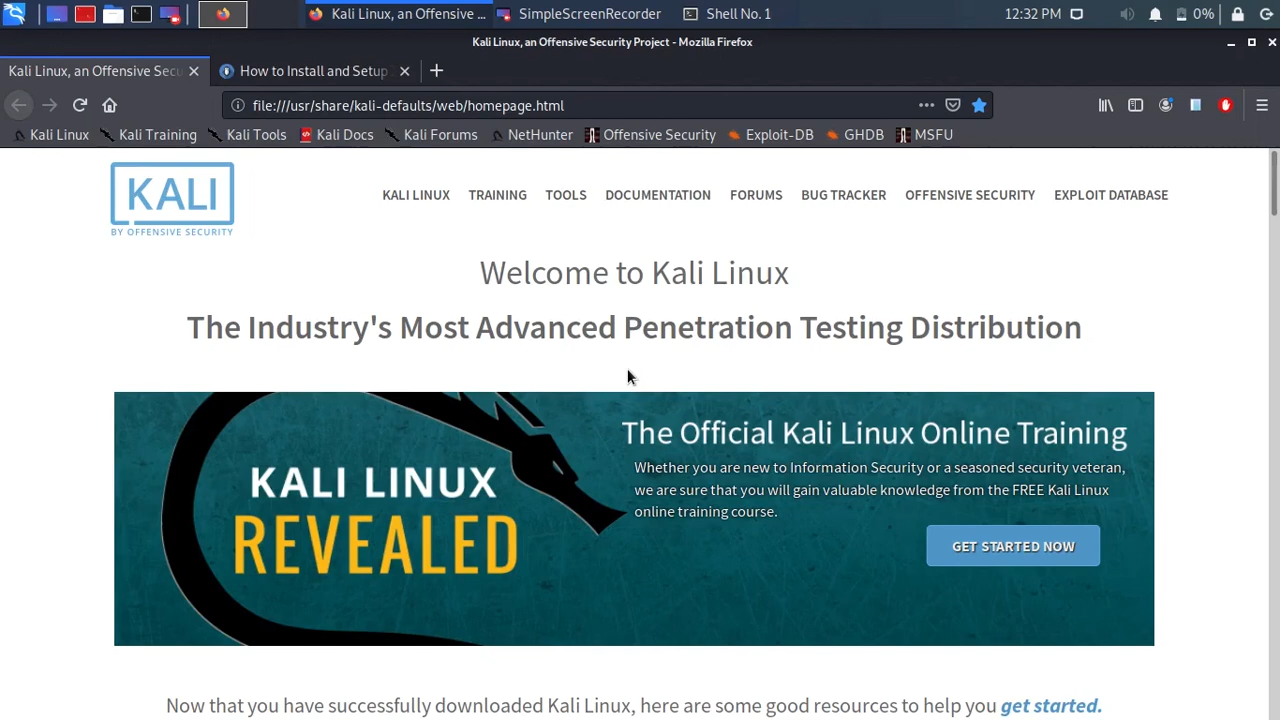 Kali Linux, an Offensive ...
SimpleScreenRecorder
Shell No. 1
12:32 PM
0%
Kali Linux, an Offensive Security Project - Mozilla Firefox
Kali Linux, an Offensive Secu
How to Install and Setup
file:///usr/share/kali-defaults/web/homepage.html
Kali Linux
Kali Training
Kali Tools
Kali Docs
Kali Forums
NetHunter
Offensive Security
Exploit-DB
GHDB
MSFU
KALI
BY OFFENSIVE SECURITY
KALI LINUX
TRAINING
TOOLS
DOCUMENTATION
FORUMS
BUG TRACKER
OFFENSIVE SECURITY
EXPLOIT DATABASE
Welcome to Kali Linux
The Industry's Most Advanced Penetration Testing Distribution
KALI LINUX
REVEALED
The Official Kali Linux Online Training
Whether you are new to Information Security or a seasoned security veteran,
we are sure that you will gain valuable knowledge from the FREE Kali Linux
online training course.
GET STARTED NOW
Now that you have successfully downloaded Kali Linux, here are some good resources to help you get started.